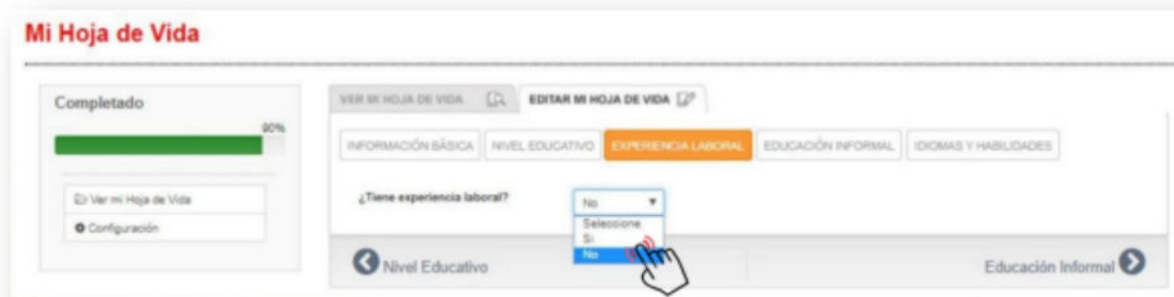 Mi Hoja de Vida
Completado
90%
Ver mi Hoja de Vida
Configuración
VER MI HOJA DE VIDA
EDITAR MI HOJA DE VIDA
INFORMACIÓN BÁSICA
NIVEL EDUCATIVO
EXPERIENCIA LABORAL
EDUCACIÓN INFORMAL
IDIOMAS Y HABILIDADES
¿Tiene experiencia laboral?
No
Seleccione
Si
No
Nivel Educativo
Educación Informal